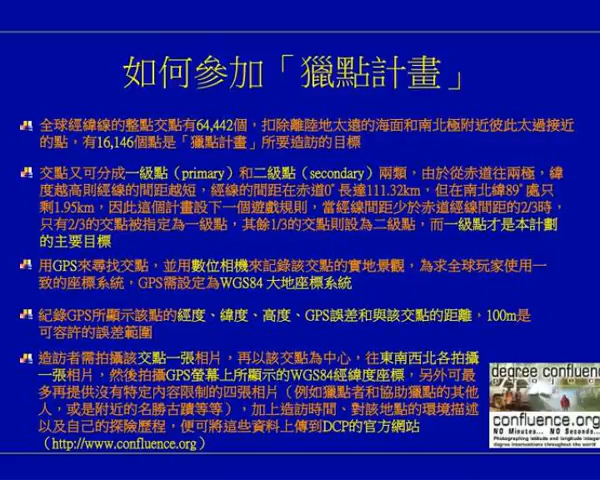 如何參加「獵點計畫」
全球經緯線的整點交點有64,442個，扣除離陸地太遠的海面和南北極附近彼此太過接近
的點，有16,146個點是「獵點計畫」所要造訪的目標
交點又可分成一級點（primary）和二級點（secondary）兩類，由於從赤道往兩極，緯
度越高則經線的間距越短，經線的間距在赤道0°長達111.32km，但在南北緯89°處只
剩1.95km，因此這個計畫設下一個遊戲規則，當經線間距少於赤道經線間距的2/3時，
只有2/3的交點被指定為一級點，其餘1/3的交點則設為二級點，而一級點才是本計劃
的主要目標
用GPS來尋找交點，並用數位相機來記錄該交點的實地景觀，為求全球玩家使用一
致的座標系統，GPS需設定為WGS84 大地座標系統
紀錄GPS所顯示該點的經度、緯度、高度、GPS誤差和與該交點的距離，100m是
可容許的誤差範圍
造訪者需拍攝該交點一張相片，再以該交點為中心，往東南西北各拍攝
一張相片，然後拍攝GPS螢幕上所顯示的WGS84經緯度座標，另外可最
多再提供沒有特定內容限制的四張相片（例如獵點者和協助獵點的其他
人，或是附近的名勝古蹟等等），加上造訪時間、對該地點的環境描述
以及自己的探險歷程，便可將這些資料上傳到DCP的官方網站
（http://www.confluence.org）
degree confluence
project
confluence.org
NO Minutes... NO Seconds...
Photographing latitude and longitude integer
degree intersections throughout the world